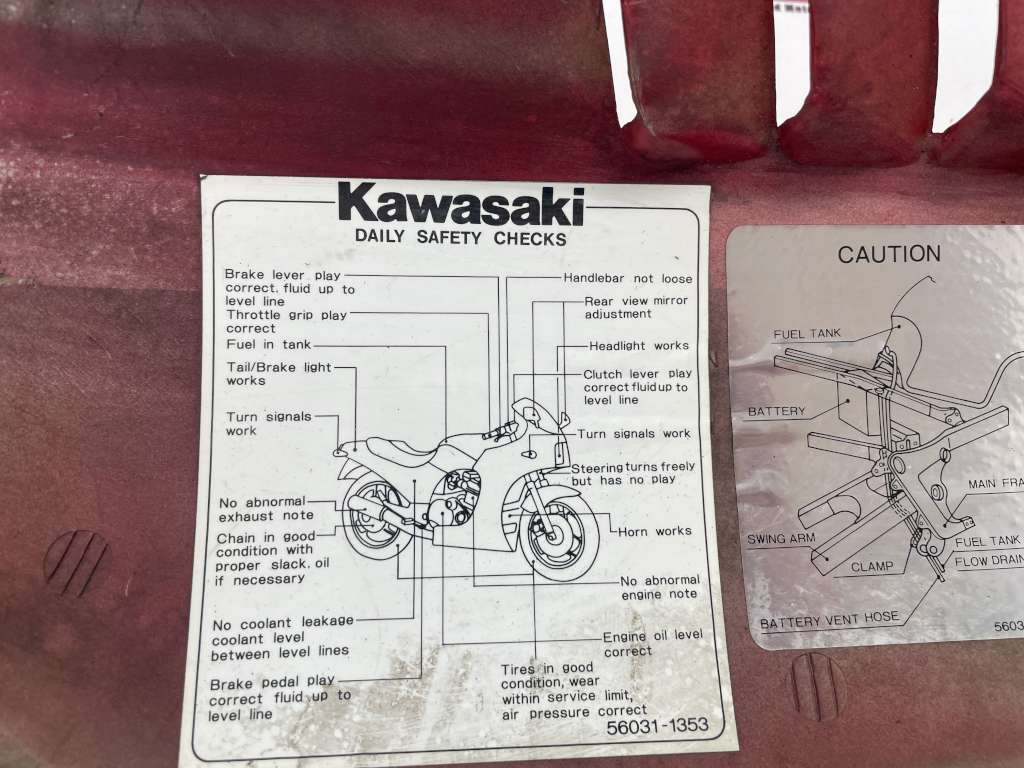 Kawasaki
DAILY SAFETY CHECKS
Brake lever play
correct. fluid up to
level line
Throttle grip play
correct
Fuel in tank
Tail/Brake light
works
Turn signals
work
No abnormal
exhaust note
Chain in good
condition with
proper slack, oil
if necessary
No coolant leakage
coolant level
between level lines
Brake pedal play
correct fluid up to
level line
Handlebar not loose
Rear view mirror
adjustment
Headlight works
Clutch lever play
correct fluid up to
level line
Turn signals work
Steering turns freely
but has no play
Horn works
No abnormal
engine note
Engine oil level
correct
Tires in good
condition, wear
within service limit,
air pressure correct
56031-1353
CAUTION
FUEL TANK
BATTERY
MAIN FRA
SWING ARM
CLAMP
FUEL TANK
FLOW DRAIN
BATTERY VENT HOSE
5603